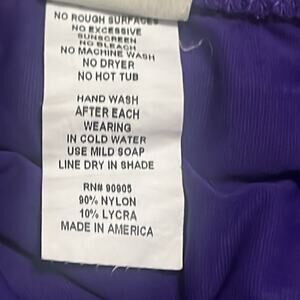 NO ROUGH SURFACES
NO EXCESSIVE
SUNSCREEN
NO BLEACH
NO MACHINE WASH
NO DRYER
NO HOT TUB
HAND WASH
AFTER EACH
WEARING
IN COLD WATER
USE MILD SOAP
LINE DRY IN SHADE
RN# 90905
90% NYLON
10% LYCRA
MADE IN AMERICA